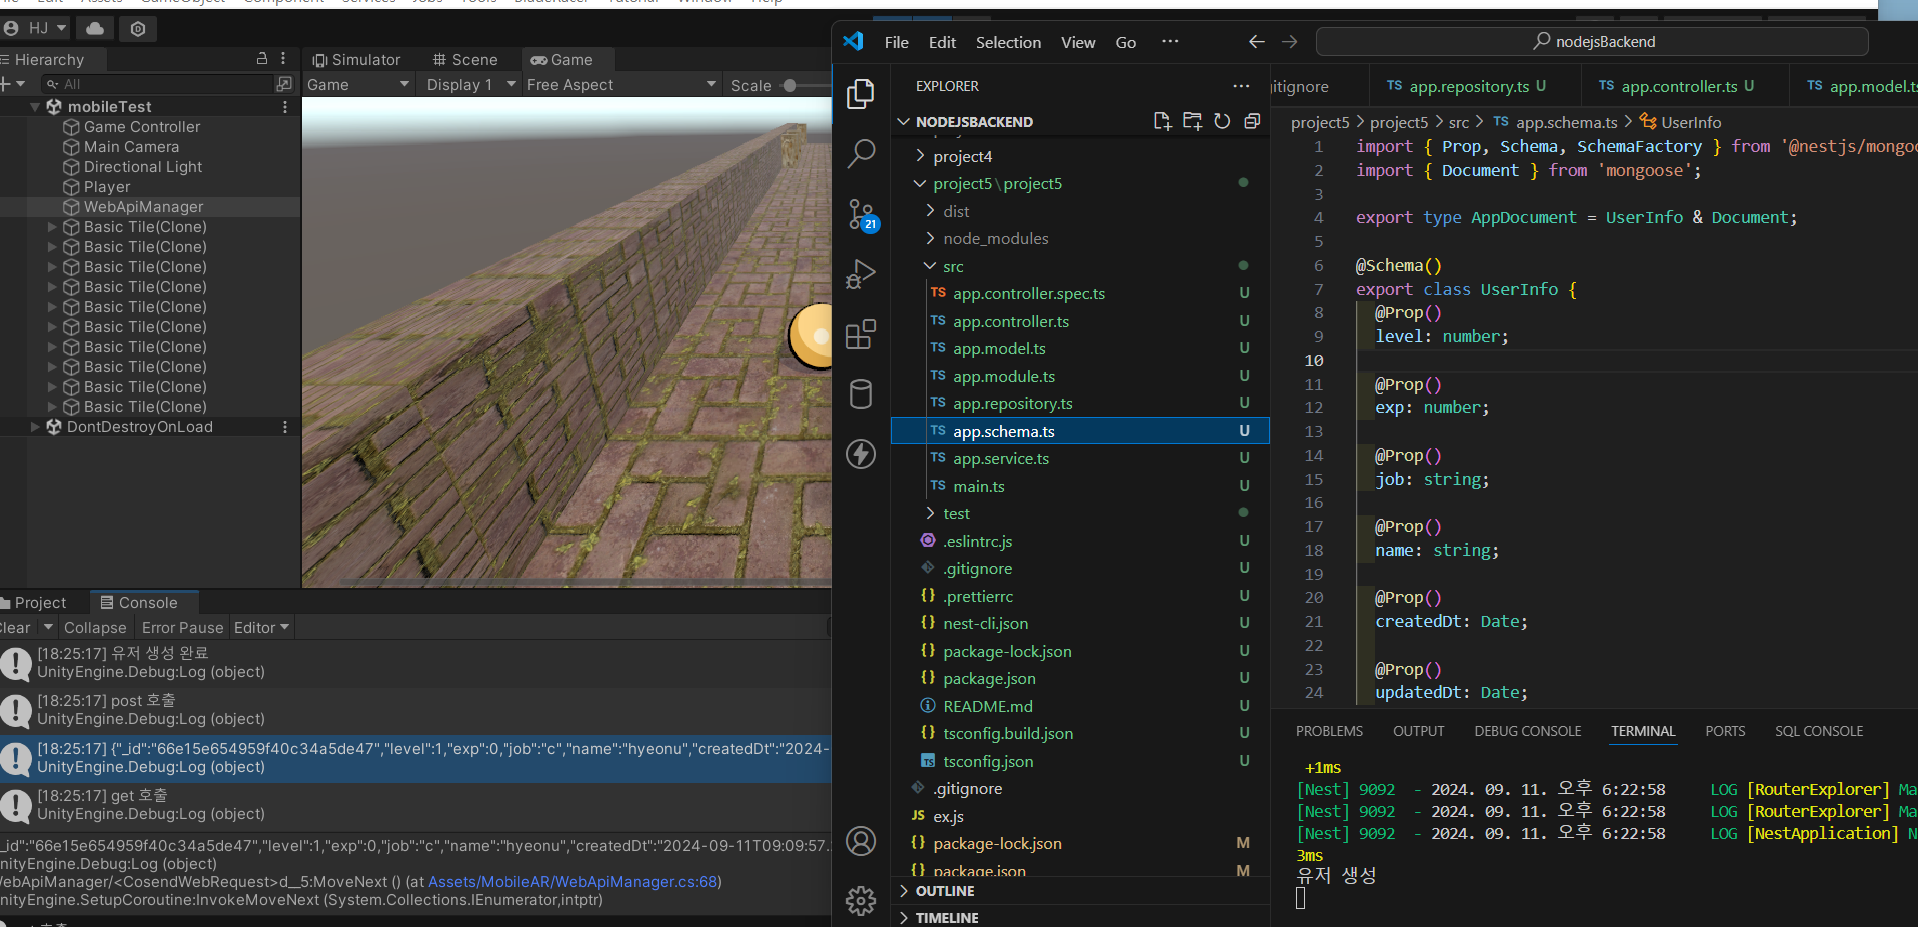 HJ
Hierarchy
All
mobileTest
Game Controller
Main Camera
Directional Light
Player
WebApiManager
Basic Tile(Clone)
Basic Tile(Clone)
Basic Tile(Clone)
Basic Tile(Clone)
Basic Tile(Clone)
Basic Tile(Clone)
Basic Tile(Clone)
Basic Tile(Clone)
Basic Tile(Clone)
Basic Tile(Clone)
DontDestroyOnLoad
Simulator Scene Game
Game Display 1 Free Aspect Scale
Project Console
Clear Collapse Error Pause Editor
[18:25:17] 유저 생성 완료
UnityEngine.Debug:Log (object)
[18:25:17] post 호출
UnityEngine.Debug:Log (object)
[18:25:17] {"_id":"66e15e654959f40c34a5de47","level":1,"exp":0,"job":"c","name":"hyeonu","createdDt":"2024-
UnityEngine.Debug:Log (object)
[18:25:17] get 호출
UnityEngine.Debug:Log (object)
_id":"66e15e654959f40c34a5de47","level":1,"exp":0,"job":"c","name":"hyeonu","createdDt":"2024-09-11T09:09:57.
nityEngine.Debug:Log (object)
VebApiManager/<CosendWebRequest>d__5:MoveNext () (at Assets/MobileAR/WebApiManager.cs:68)
nityEngine.SetupCoroutine:InvokeMoveNext (System.Collections.IEnumerator,intptr)
File Edit Selection View Go ···
nodejsBackend
21
EXPLORER
NODEJSBACKEND
project4
project5\project5
dist
node_modules
src
TS app.controller.spec.ts U
TS app.controller.ts U
TS app.model.ts U
TS app.module.ts U
TS app.repository.ts U
TS app.schema.ts U
TS app.service.ts U
TS main.ts U
test
.eslintrc.js U
.gitignore U
{} .prettierrc U
{} nest-cli.json U
{} package-lock.json U
{} package.json U
README.md U
{} tsconfig.build.json U
TS tsconfig.json U
.gitignore
JS ex.js
{} package-lock.json M
{} package.json M
OUTLINE
TIMELINE
itignore TS app.repository.ts U TS app.controller.ts U TS app.model.ts
project5 > project5 > src > TS app.schema.ts > UserInfo
1 import { Prop, Schema, SchemaFactory } from '@nestjs/mongoo
2 import { Document } from 'mongoose';
3
4 export type AppDocument = UserInfo & Document;
5
6 @Schema()
7 export class UserInfo {
8 @Prop()
9 level: number;
10
11 @Prop()
12 exp: number;
13
14 @Prop()
15 job: string;
16
17 @Prop()
18 name: string;
19
20 @Prop()
21 createdDt: Date;
22
23 @Prop()
24 updatedDt: Date;
PROBLEMS OUTPUT DEBUG CONSOLE TERMINAL PORTS SQL CONSOLE
+1ms
[Nest] 9092 - 2024. 09. 11. 오후 6:22:58 LOG [RouterExplorer] Ma
[Nest] 9092 - 2024. 09. 11. 오후 6:22:58 LOG [RouterExplorer] Ma
[Nest] 9092 - 2024. 09. 11. 오후 6:22:58 LOG [NestApplication] N
3ms
유저 생성